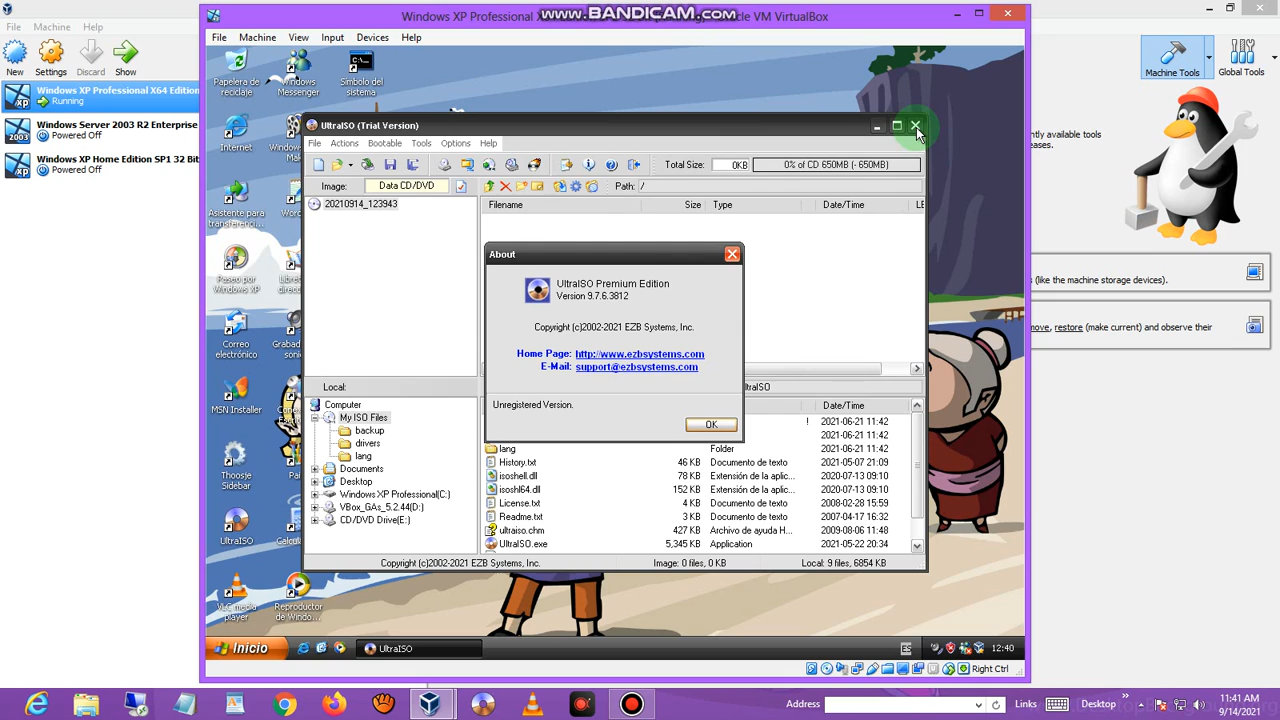 www.BANDICAM.com
Windows XP Professional
VM VirtualBox
File Machine Help
File Machine View Input Devices Help
New Settings Discard Show
Machine Tools Global Tools
Windows XP Professional X64 Edition
Running
Windows Server 2003 R2 Enterprise
Powered Off
Windows XP Home Edition SP1 32 Bit
Powered Off
ently available tools
(like the machine storage devices).
restore (make current) and observe their
Papelera de reciclaje
Windows Messenger
Símbolo del sistema
Internet
Windows
Asistente para transferenci...
Paseo por Windows XP
Correo electrónico
MSN Installer
Thoosje Sidebar
UltraISO
VLC media player
Reproductor de Windo...
UltraISO (Trial Version)
File Actions Bootable Tools Options Help
Total Size: 0KB 0% of CD 650MB (- 650MB)
Image: Data CD/DVD Path: /
20210914_123943
Filename Size Type Date/Time
About
UltraISO Premium Edition
Version 9.7.6.3812
Copyright (c)2002-2021 EZB Systems, Inc.
Home Page: http://www.ezbsystems.com
E-Mail: support@ezbsystems.com
Unregistered Version.
OK
Local:
Computer
My ISO Files
backup
drivers
lang
Documents
Desktop
Windows XP Professional(C:)
VBox_GAs_5.2.44(D:)
CD/DVD Drive(E:)
Date/Time
! 2021-06-21 11:42
2021-06-21 11:42
lang Folder 2021-06-21 11:42
History.txt 46 KB Documento de texto 2021-05-07 21:09
isoshell.dll 78 KB Extensión de la aplic... 2020-07-13 09:10
isoshl64.dll 152 KB Extensión de la aplic... 2020-07-13 09:10
License.txt 4 KB Documento de texto 2008-02-28 15:59
Readme.txt 3 KB Documento de texto 2007-04-17 16:32
ultraiso.chm 427 KB Archivo de ayuda H... 2009-08-06 11:48
UltraISO.exe 5,345 KB Application 2021-05-22 20:34
Copyright (c)2002-2021 EZB Systems, Inc. Image: 0 files, 0 KB Local: 9 files, 6854 KB
Inicio UltraISO ES 12:40
Right Ctrl
Address Links Desktop
11:41 AM
9/14/2021